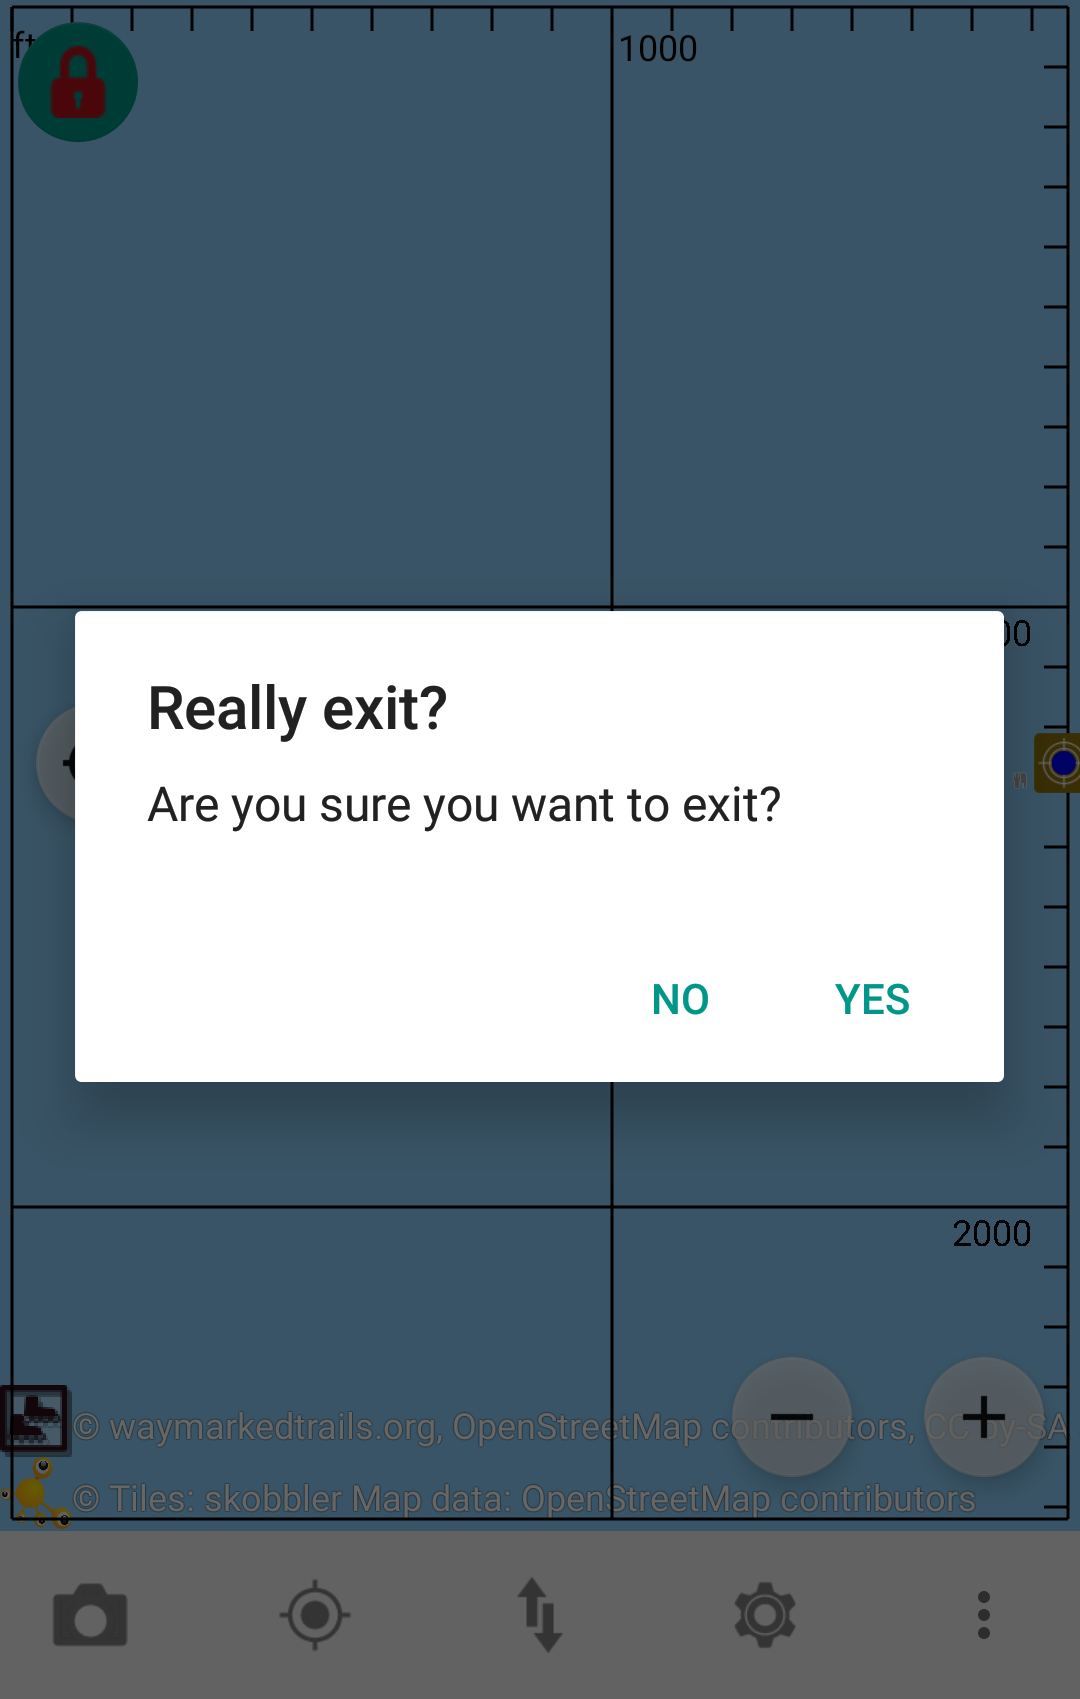 ft
1000
Really exit?
Are you sure you want to exit?
NO
YES
2000
© waymarkedtrails.org, OpenStreetMap contributors, CC-by-SA
© Tiles: skobbler Map data: OpenStreetMap contributors